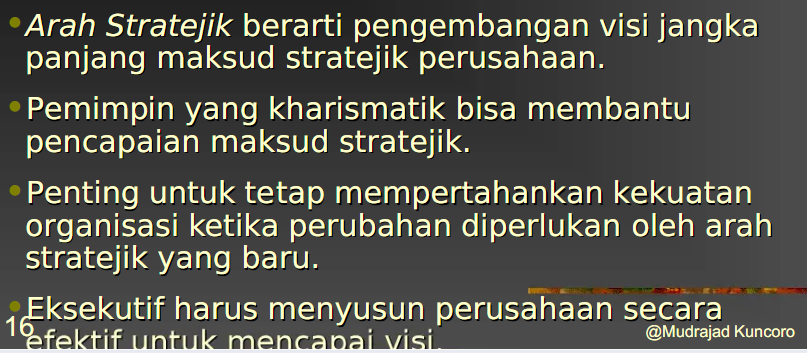 •Arah Stratejik berarti pengembangan visi jangka
panjang maksud stratejik perusahaan.
•Pemimpin yang kharismatik bisa membantu
pencapaian maksud stratejik.
•Penting untuk tetap mempertahankan kekuatan
organisasi ketika perubahan diperlukan oleh arah
stratejik yang baru.
•Eksekutif harus menyusun perusahaan secara
efektif untuk mencapai visi.
16
@Mudrajad Kuncoro